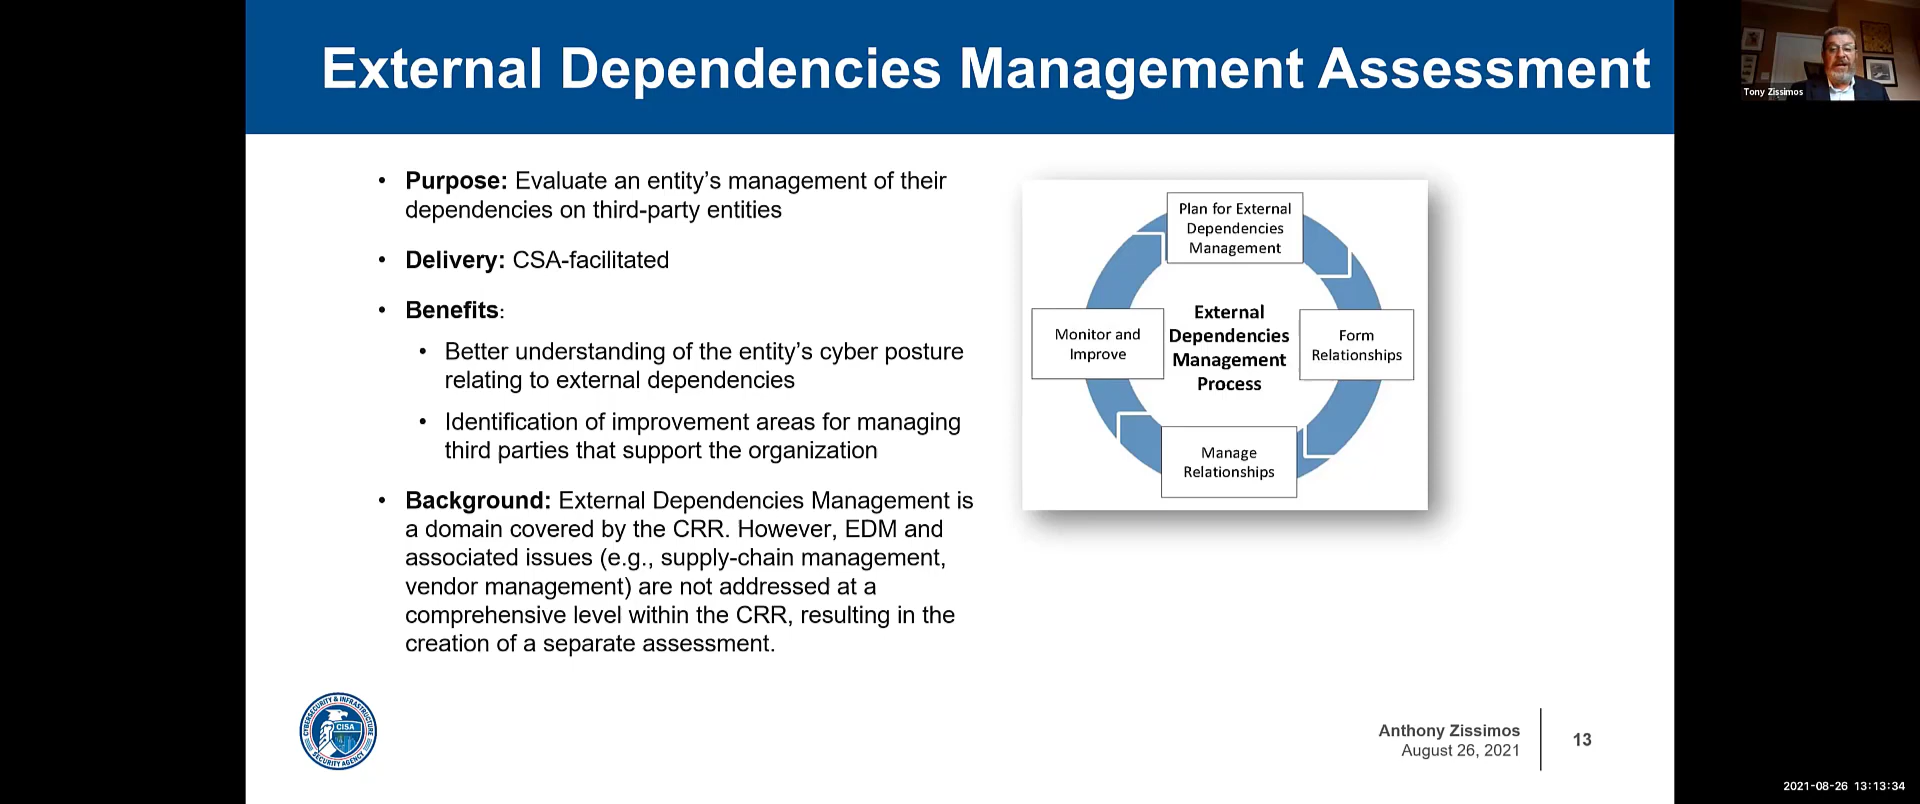 External Dependencies Management Assessment
Tony Zissimos
• Purpose: Evaluate an entity’s management of their
dependencies on third-party entities
• Delivery: CSA-facilitated
• Benefits:
• Better understanding of the entity’s cyber posture
relating to external dependencies
• Identification of improvement areas for managing
third parties that support the organization
• Background: External Dependencies Management is
a domain covered by the CRR. However, EDM and
associated issues (e.g., supply-chain management,
vendor management) are not addressed at a
comprehensive level within the CRR, resulting in the
creation of a separate assessment.
Plan for External
Dependencies
Management
External
Dependencies
Management
Process
Form
Relationships
Manage
Relationships
Monitor and
Improve
CYBERSECURITY & INFRASTRUCTURE
CISA
SECURITY AGENCY
Anthony Zissimos
August 26, 2021
13
2021-08-26 13:13:34